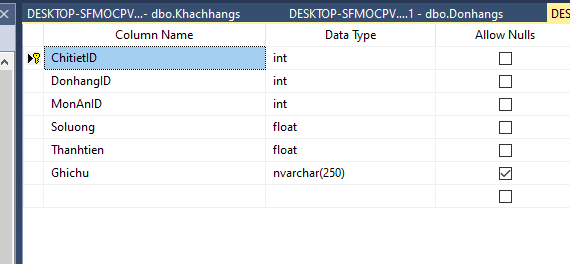 DESKTOP-SFMOCPV...- dbo.Khachhangs DESKTOP-SFMOCPV....1 - dbo.Donhangs DES
Column Name Data Type Allow Nulls
ChitietID int
DonhangID int
MonAnID int
Soluong float
Thanhtien float
Ghichu nvarchar(250)